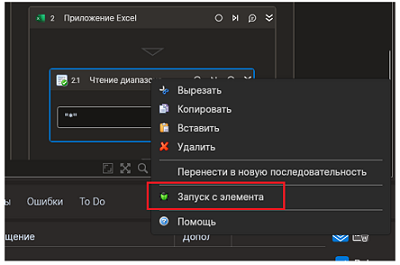 2 Приложение Excel
2.1 Чтение диапазо
"*"
Вырезать
Копировать
Вставить
Удалить
Перенести в новую последовательность
Запуск с элемента
Помощь
ы Ошибки To Do
щение Допол